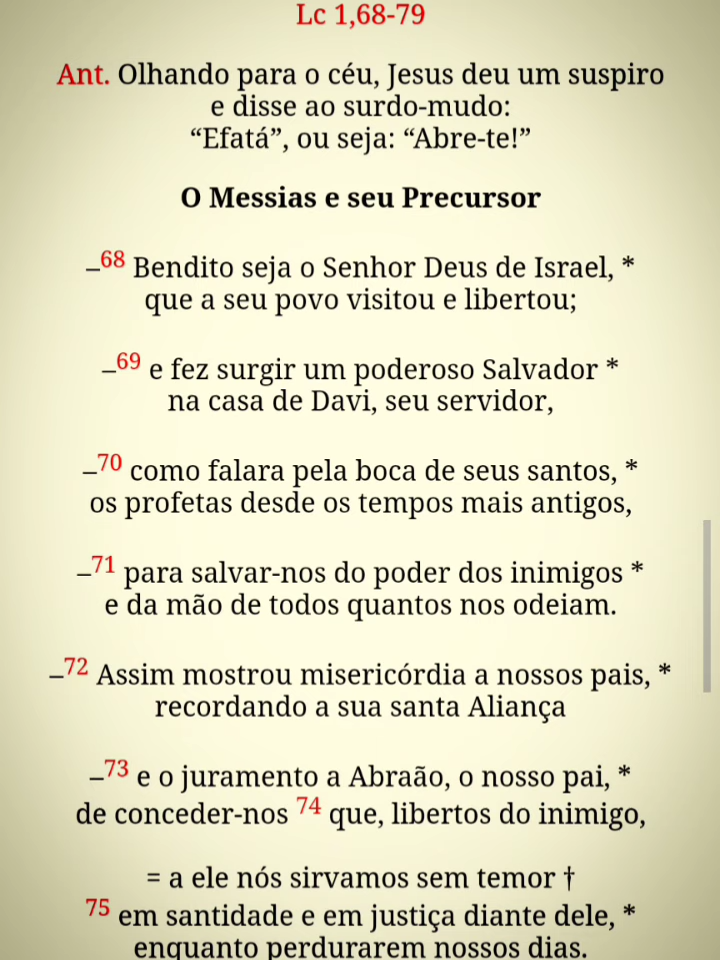 Lc 1,68-79
Ant. Olhando para o céu, Jesus deu um suspiro
e disse ao surdo-mudo:
“Efatá”, ou seja: “Abre-te!”
O Messias e seu Precursor
–68 Bendito seja o Senhor Deus de Israel, *
que a seu povo visitou e libertou;
–69 e fez surgir um poderoso Salvador *
na casa de Davi, seu servidor,
–70 como falara pela boca de seus santos, *
os profetas desde os tempos mais antigos,
–71 para salvar-nos do poder dos inimigos *
e da mão de todos quantos nos odeiam.
–72 Assim mostrou misericórdia a nossos pais, *
recordando a sua santa Aliança
–73 e o juramento a Abraão, o nosso pai, *
de conceder-nos 74 que, libertos do inimigo,
= a ele nós sirvamos sem temor †
75 em santidade e em justiça diante dele, *
enquanto perdurarem nossos dias.